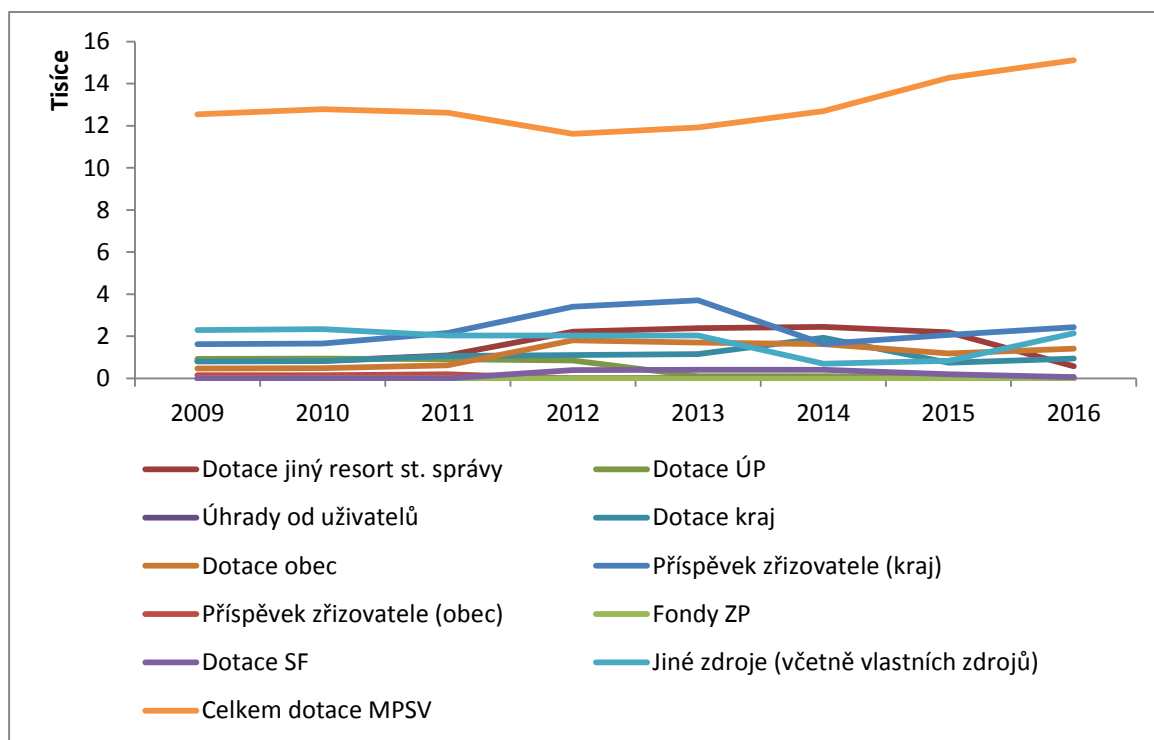 Tisíce
16
14
12
10
8
6
4
2
0
2009 2010 2011 2012 2013 2014 2015 2016
Dotace jiný resort st. správy Dotace ÚP
Úhrady od uživatelů Dotace kraj
Dotace obec Příspěvek zřizovatele (kraj)
Příspěvek zřizovatele (obec) Fondy ZP
Dotace SF Jiné zdroje (včetně vlastních zdrojů)
Celkem dotace MPSV